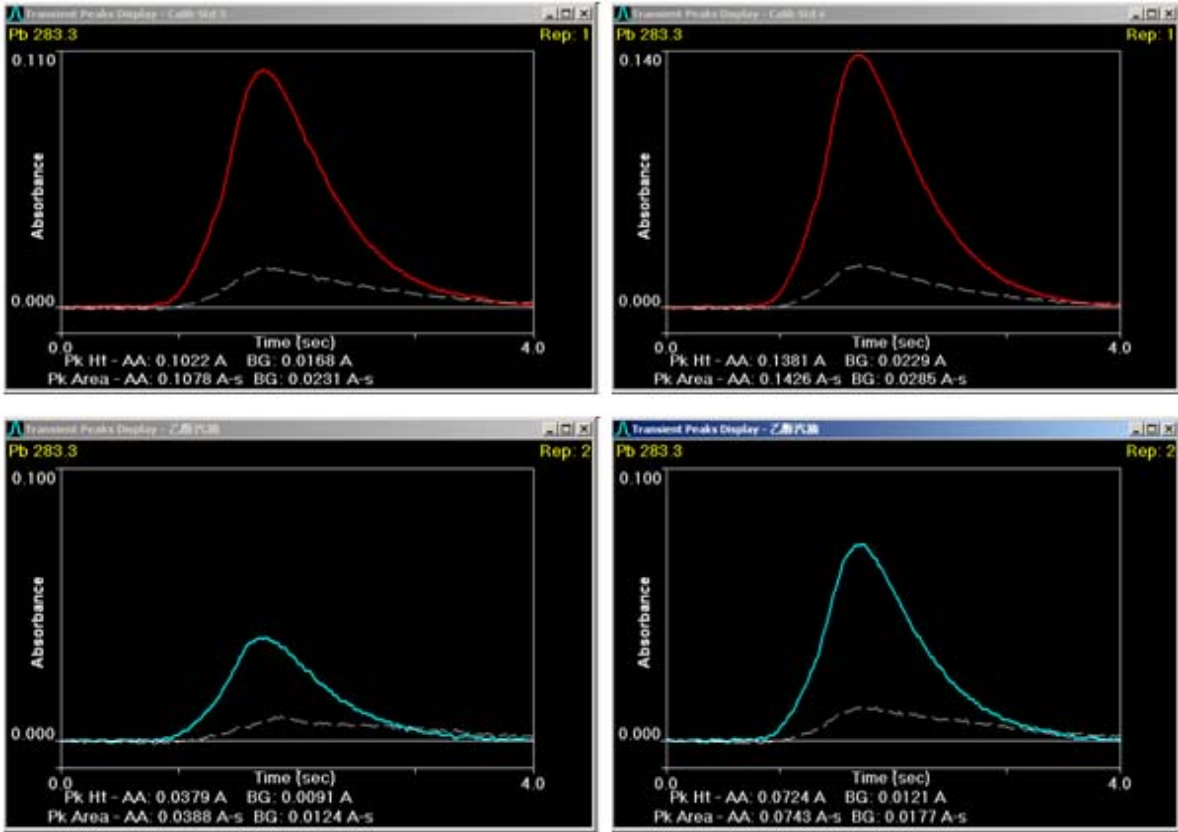 Transient Peaks Display - Calib Std
Pb 283.3 Rep: 1
0.110
Absorbance
0.000
0.0 Time (sec) 4.0
Pk Ht - AA: 0.1022 A BG: 0.0168 A
Pk Area - AA: 0.1078 A-s BG: 0.0231 A-s
Transient Peaks Display - Calib Std
Pb 283.3 Rep: 1
0.140
Absorbance
0.000
0.0 Time (sec) 4.0
Pk Ht - AA: 0.1381 A BG: 0.0229 A
Pk Area - AA: 0.1426 A-s BG: 0.0285 A-s
Transient Peaks Display - 乙醇汽油
Pb 283.3 Rep: 2
0.100
Absorbance
0.000
0.0 Time (sec) 4.0
Pk Ht - AA: 0.0379 A BG: 0.0091 A
Pk Area - AA: 0.0388 A-s BG: 0.0124 A-s
Transient Peaks Display - 乙醇汽油
Pb 283.3 Rep: 2
0.100
Absorbance
0.000
0.0 Time (sec) 4.0
Pk Ht - AA: 0.0724 A BG: 0.0121 A
Pk Area - AA: 0.0743 A-s BG: 0.0177 A-s